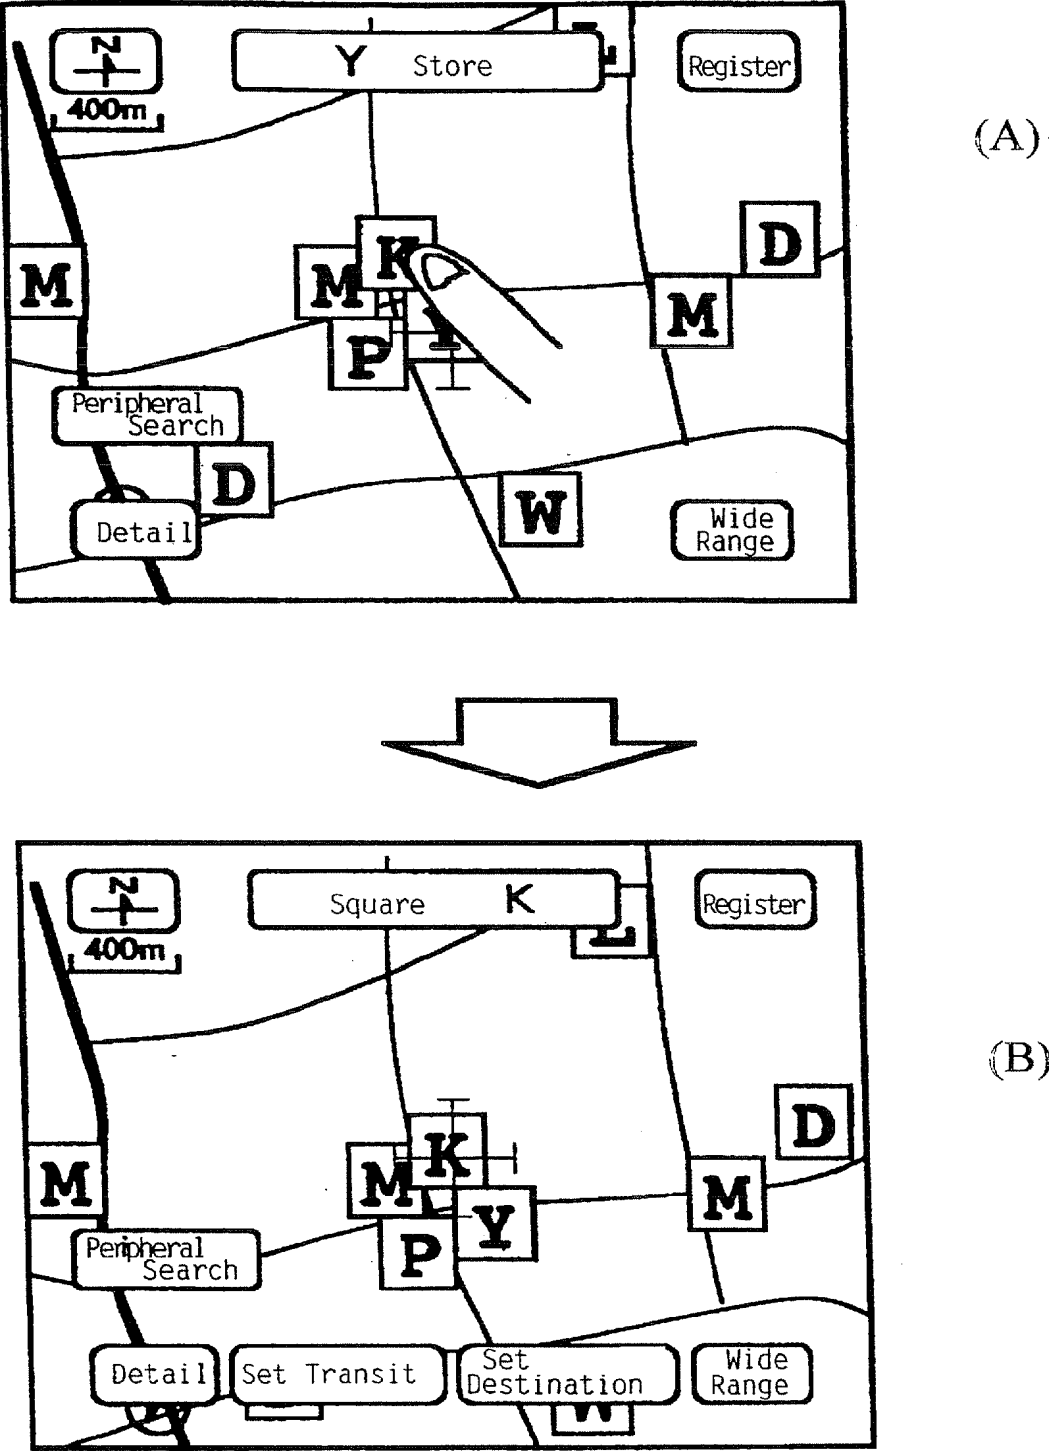 N
Y Store
Register
400m
(A)
K
D
M
M
M
Y
P
Peripheral
Search
D
W
Detail
Wide
Range
N
Square K
Register
400m
L
(B)
D
K
M
M
M
Y
P
Peripheral
Search
Detail
Set Transit
Set
Destination
Wide
Range
W